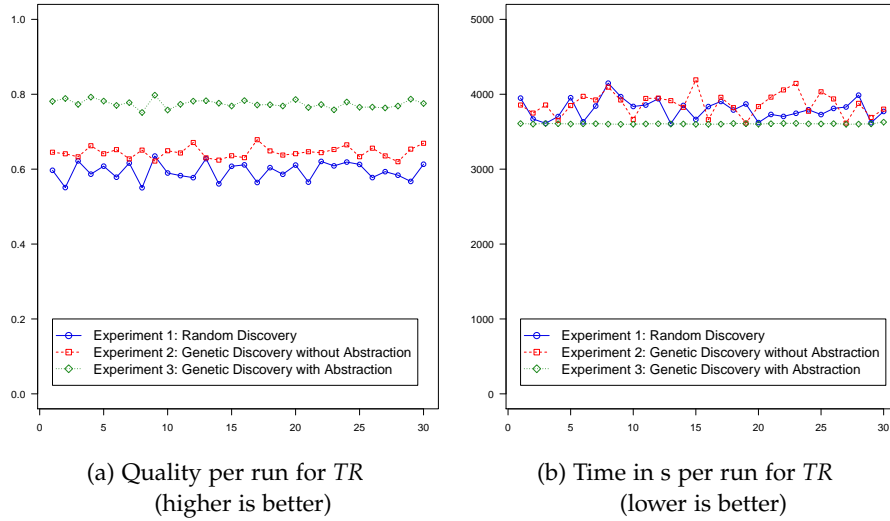 1.0
0.8
0.6
0.4
0.2
0.0
Experiment 1: Random Discovery
Experiment 2: Genetic Discovery without Abstraction
Experiment 3: Genetic Discovery with Abstraction
0 5 10 15 20 25 30
(a) Quality per run for TR
(higher is better)
5000
4000
3000
2000
1000
0
Experiment 1: Random Discovery
Experiment 2: Genetic Discovery without Abstraction
Experiment 3: Genetic Discovery with Abstraction
0 5 10 15 20 25 30
(b) Time in s per run for TR
(lower is better)